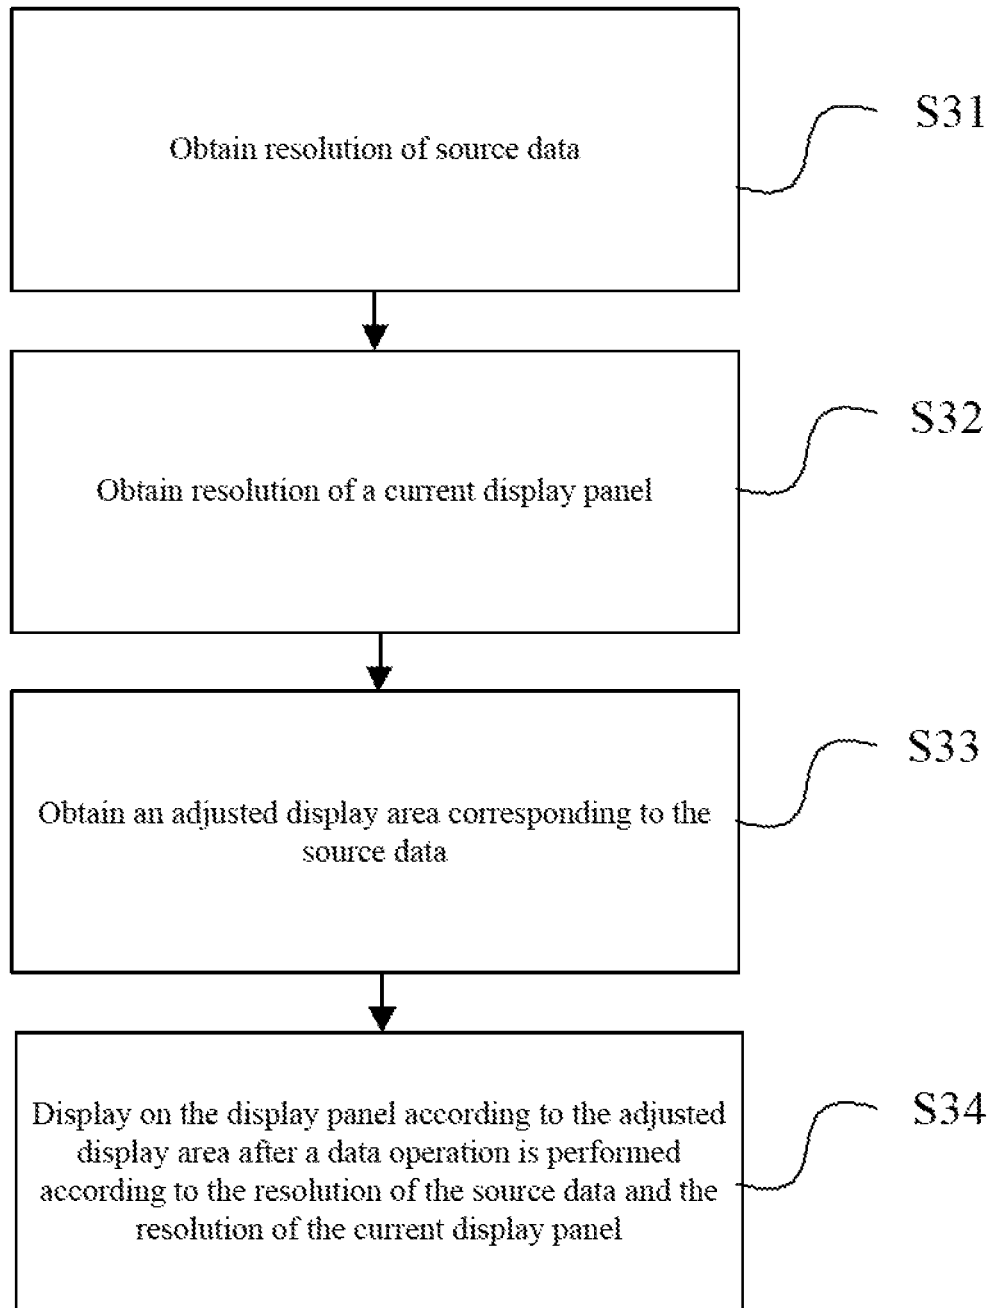 Obtain resolution of source data
S31
Obtain resolution of a current display panel
S32
Obtain an adjusted display area corresponding to the
source data
S33
Display on the display panel according to the adjusted
display area after a data operation is performed
according to the resolution of the source data and the
resolution of the current display panel
S34